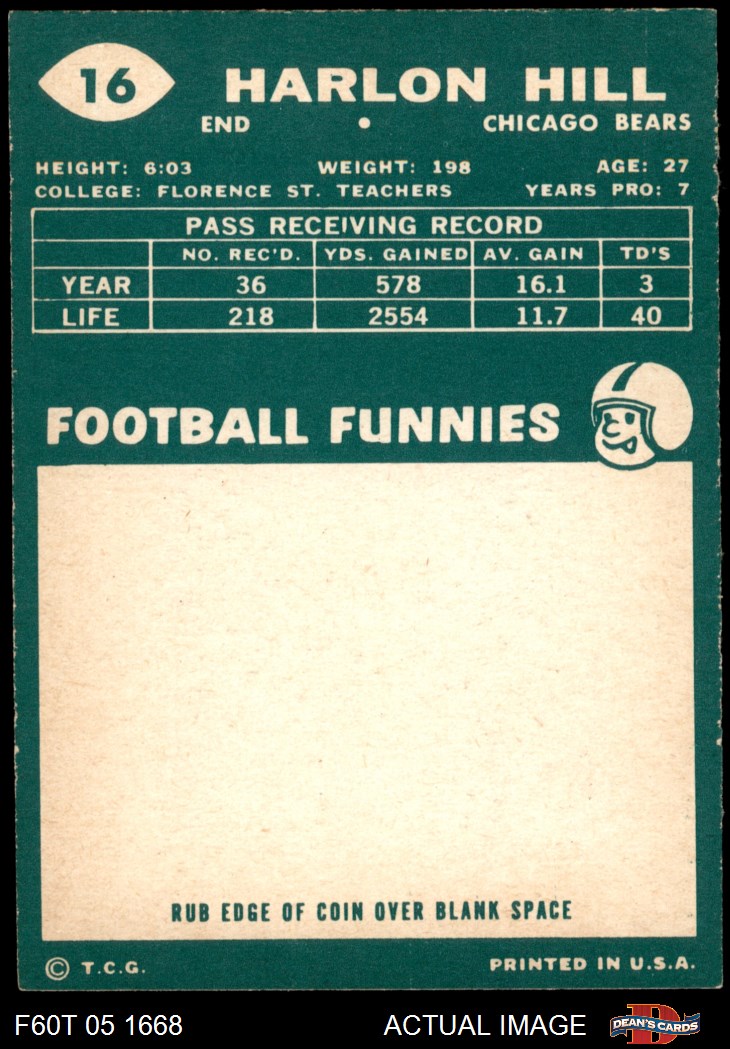 16
HARLON HILL
END • CHICAGO BEARS
HEIGHT: 6:03 WEIGHT: 198 AGE: 27
COLLEGE: FLORENCE ST. TEACHERS YEARS PRO: 7
PASS RECEIVING RECORD
NO. REC'D. YDS. GAINED AV. GAIN TD'S
YEAR 36 578 16.1 3
LIFE 218 2554 11.7 40
FOOTBALL FUNNIES
RUB EDGE OF COIN OVER BLANK SPACE
© T.C.G. PRINTED IN U.S.A.
F60T 05 1668 ACTUAL IMAGE D DEAN'S CARDS